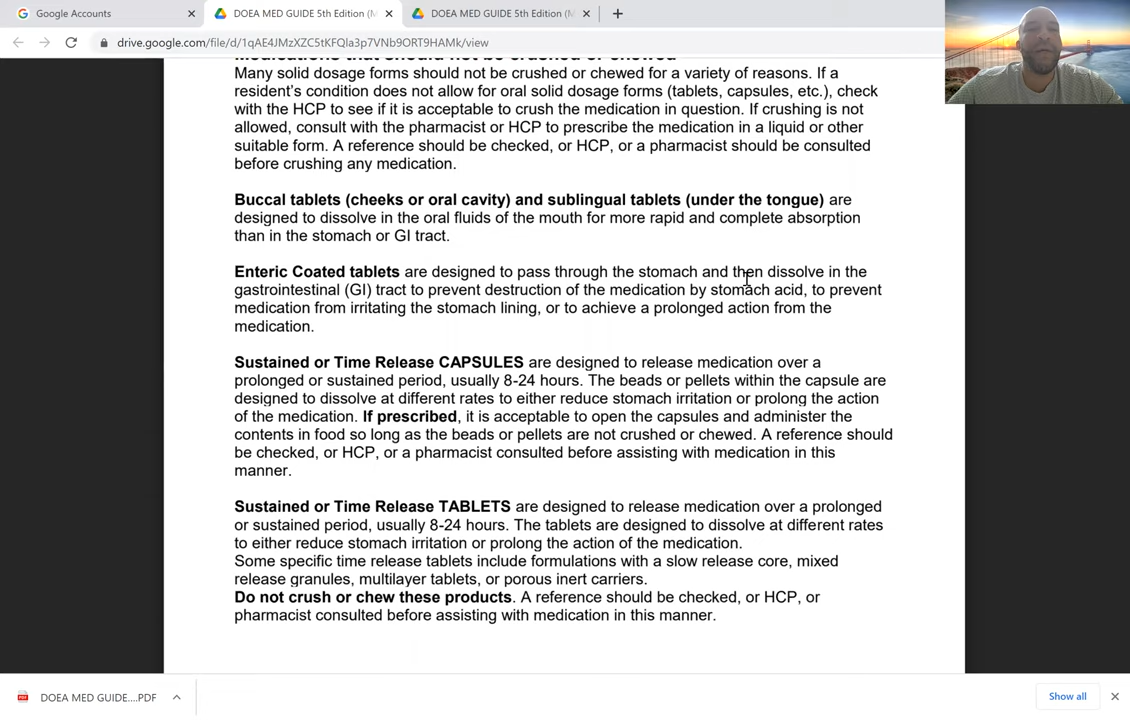 Google Accounts
DOEA MED GUIDE 5th Edition (M
DOEA MED GUIDE 5th Edition (M
drive.google.com/file/d/1qAE4JMzXZC5tKFQIa3p7VNb9ORT9HAMk/view
Medications that should not be crushed or chewed
Many solid dosage forms should not be crushed or chewed for a variety of reasons. If a
resident's condition does not allow for oral solid dosage forms (tablets, capsules, etc.), check
with the HCP to see if it is acceptable to crush the medication in question. If crushing is not
allowed, consult with the pharmacist or HCP to prescribe the medication in a liquid or other
suitable form. A reference should be checked, or HCP, or a pharmacist should be consulted
before crushing any medication.
Buccal tablets (cheeks or oral cavity) and sublingual tablets (under the tongue) are
designed to dissolve in the oral fluids of the mouth for more rapid and complete absorption
than in the stomach or GI tract.
Enteric Coated tablets are designed to pass through the stomach and then dissolve in the
gastrointestinal (GI) tract to prevent destruction of the medication by stomach acid, to prevent
medication from irritating the stomach lining, or to achieve a prolonged action from the
medication.
Sustained or Time Release CAPSULES are designed to release medication over a
prolonged or sustained period, usually 8-24 hours. The beads or pellets within the capsule are
designed to dissolve at different rates to either reduce stomach irritation or prolong the action
of the medication. If prescribed, it is acceptable to open the capsules and administer the
contents in food so long as the beads or pellets are not crushed or chewed. A reference should
be checked, or HCP, or a pharmacist consulted before assisting with medication in this
manner.
Sustained or Time Release TABLETS are designed to release medication over a prolonged
or sustained period, usually 8-24 hours. The tablets are designed to dissolve at different rates
to either reduce stomach irritation or prolong the action of the medication.
Some specific time release tablets include formulations with a slow release core, mixed
release granules, multilayer tablets, or porous inert carriers.
Do not crush or chew these products. A reference should be checked, or HCP, or
pharmacist consulted before assisting with medication in this manner.
DOEA MED GUIDE....PDF
Show all